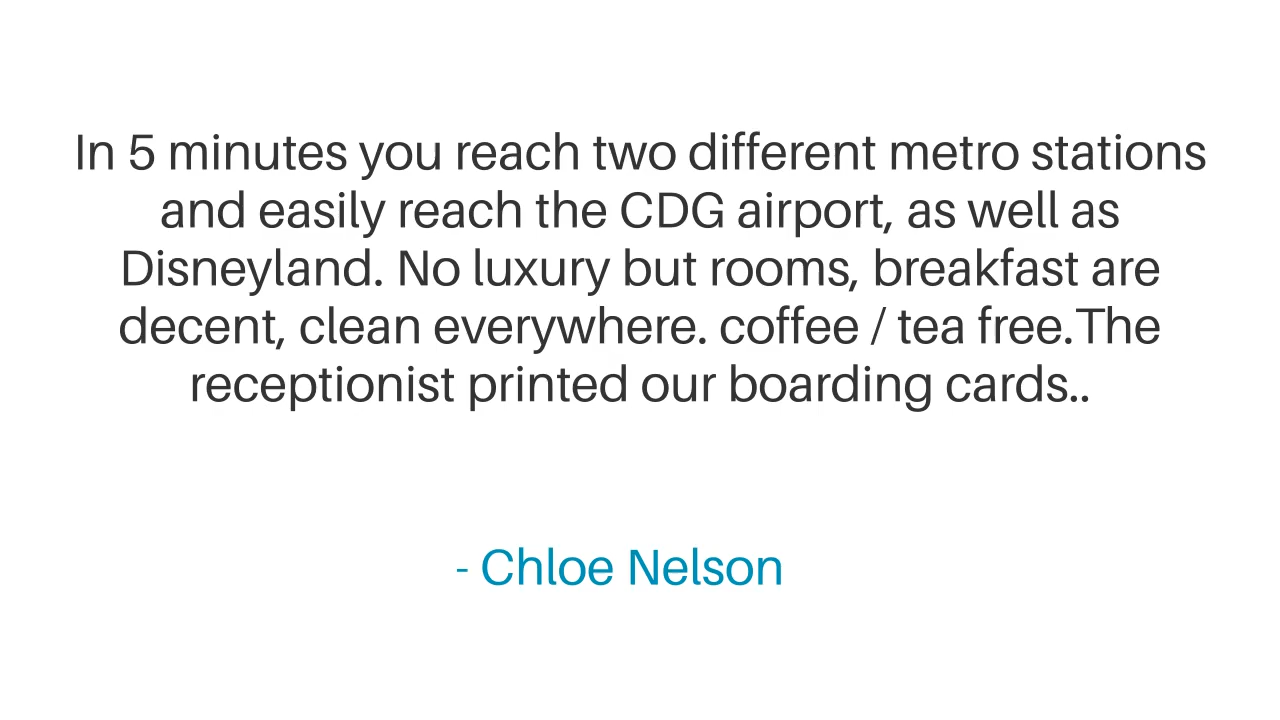 In 5 minutes you reach two different metro stations
and easily reach the CDG airport, as well as
Disneyland. No luxury but rooms, breakfast are
decent, clean everywhere. coffee / tea free.The
receptionist printed our boarding cards..
- Chloe Nelson